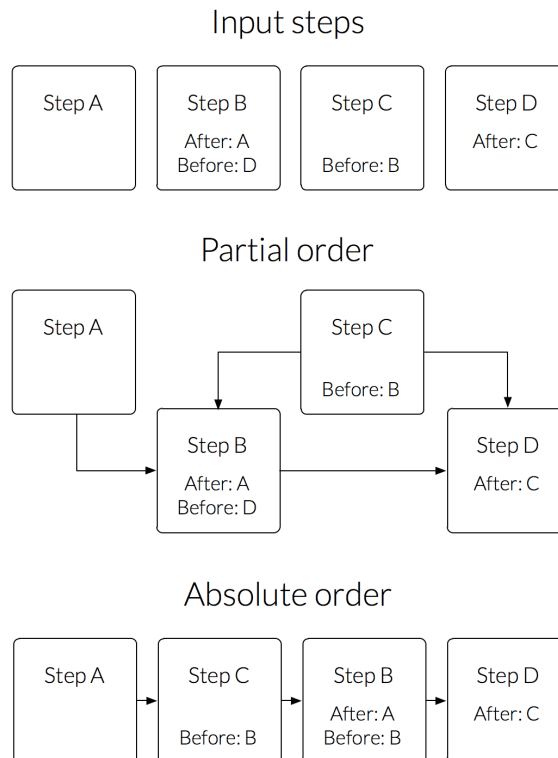 Input steps
Step A
Step B
After: A
Before: D
Step C
Before: B
Step D
After: C
Partial order
Step A
Step C
Before: B
Step B
After: A
Before: D
Step D
After: C
Absolute order
Step A
Step C
Before: B
Step B
After: A
Before: B
Step D
After: C